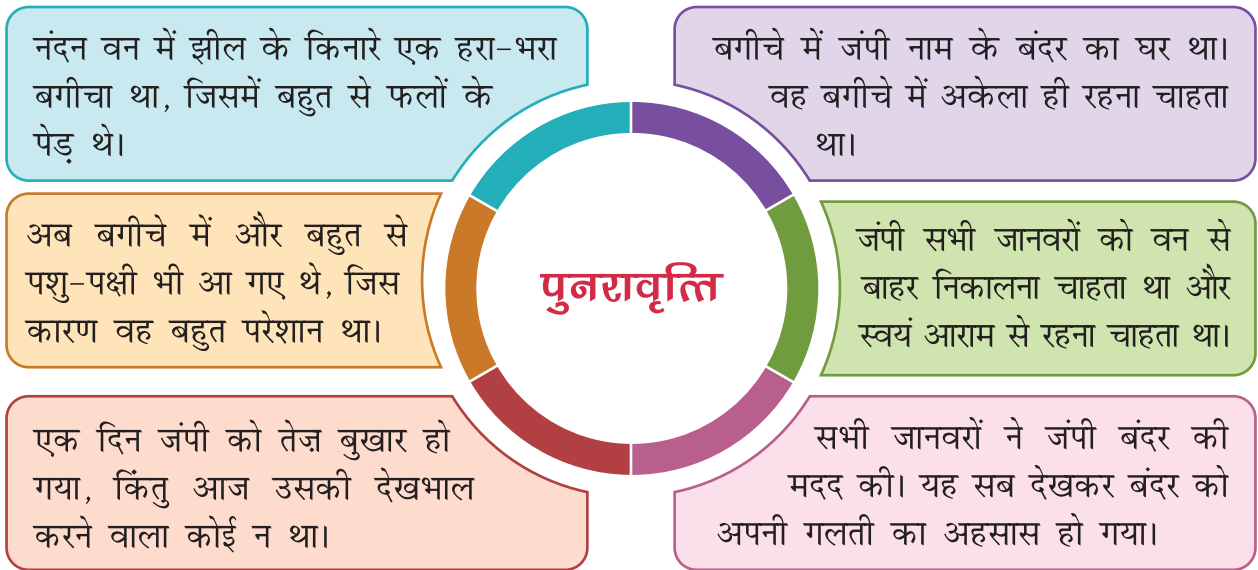 नंदन वन में झील के किनारे एक हरा-भरा
बगीचा था, जिसमें बहुत से फलों के
पेड़ थे।
बगीचे में जंपी नाम के बंदर का घर था।
वह बगीचे में अकेला ही रहना चाहता
था।
अब बगीचे में और बहुत से
पशु-पक्षी भी आ गए थे, जिस
कारण वह बहुत परेशान था।
जंपी सभी जानवरों को वन से
बाहर निकालना चाहता था और
स्वयं आराम से रहना चाहता था।
पुनरावृत्ति
एक दिन जंपी को तेज़ बुखार हो
गया, किंतु आज उसकी देखभाल
करने वाला कोई न था।
सभी जानवरों ने जंपी बंदर की
मदद की। यह सब देखकर बंदर को
अपनी गलती का अहसास हो गया।